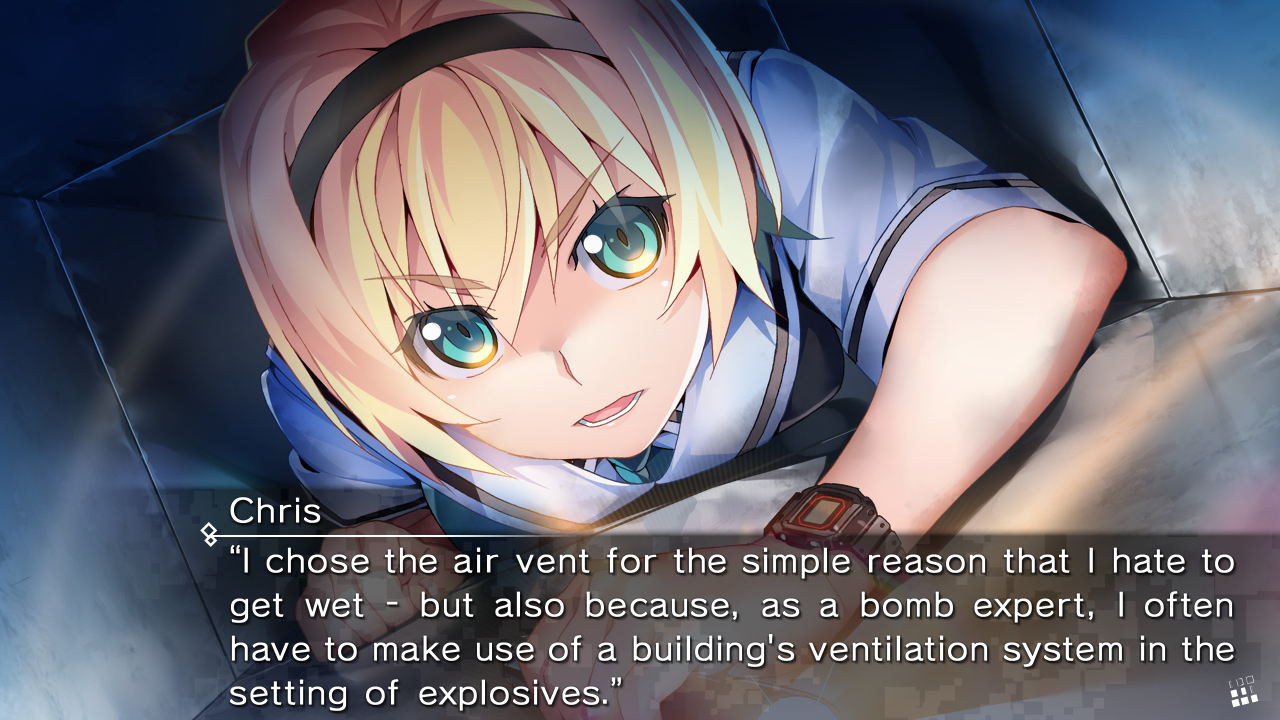 Chris
“I chose the air vent for the simple reason that I hate to
get wet - but also because, as a bomb expert, I often
have to make use of a building's ventilation system in the
setting of explosives.”